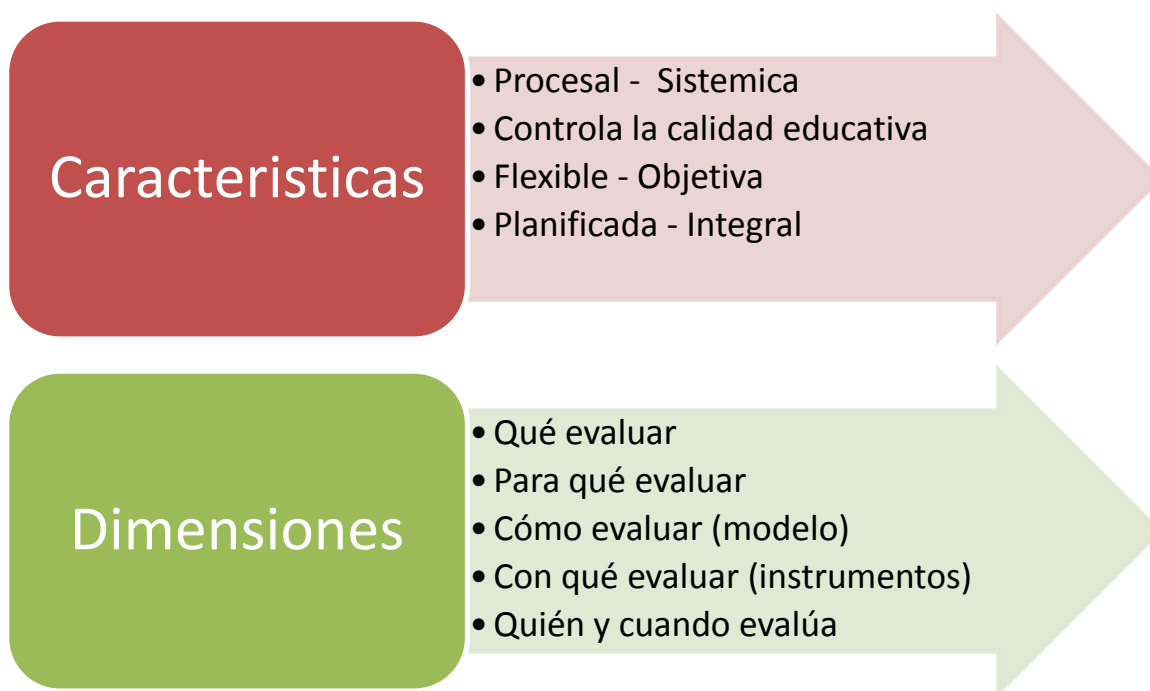 Caracteristicas
• Procesal -  Sistemica
• Controla la calidad educativa
• Flexible - Objetiva
• Planificada - Integral
Dimensiones
• Qué evaluar
• Para qué evaluar
• Cómo evaluar (modelo)
• Con qué evaluar (instrumentos)
• Quién y cuando evalúa